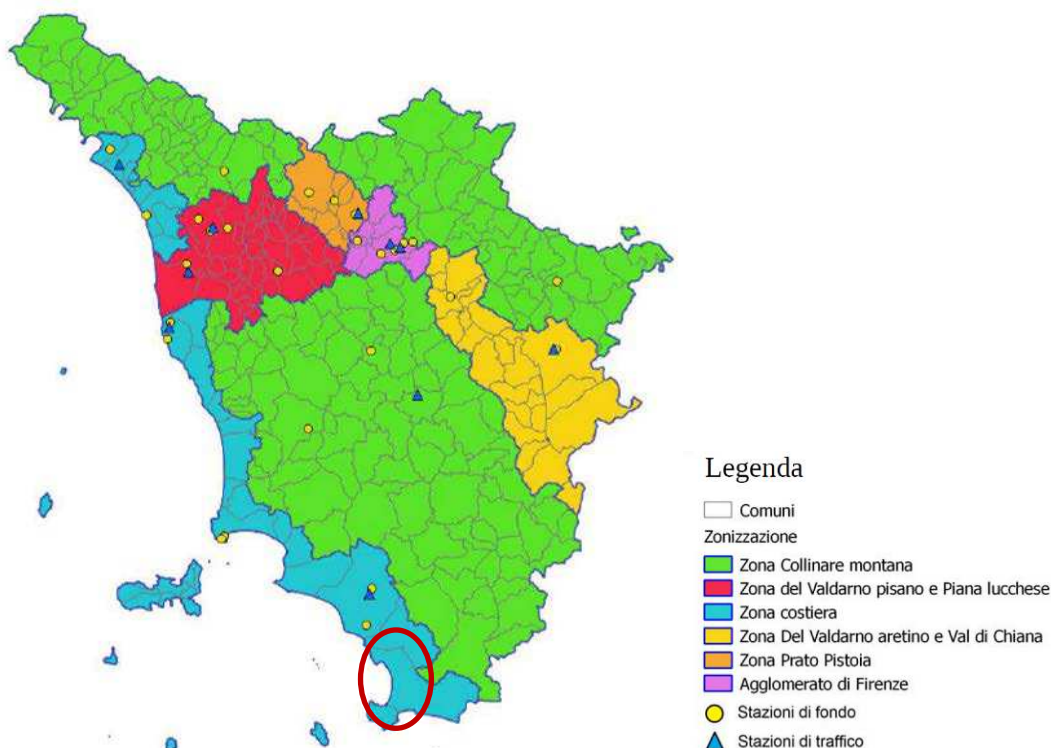 Legenda
Comuni
Zonizzazione
Zona Collinare montana
Zona del Valdarno pisano e Piana lucchese
Zona costiera
Zona Del Valdarno aretino e Val di Chiana
Zona Prato Pistoia
Agglomerato di Firenze
Stazioni di fondo
Stazioni di traffico